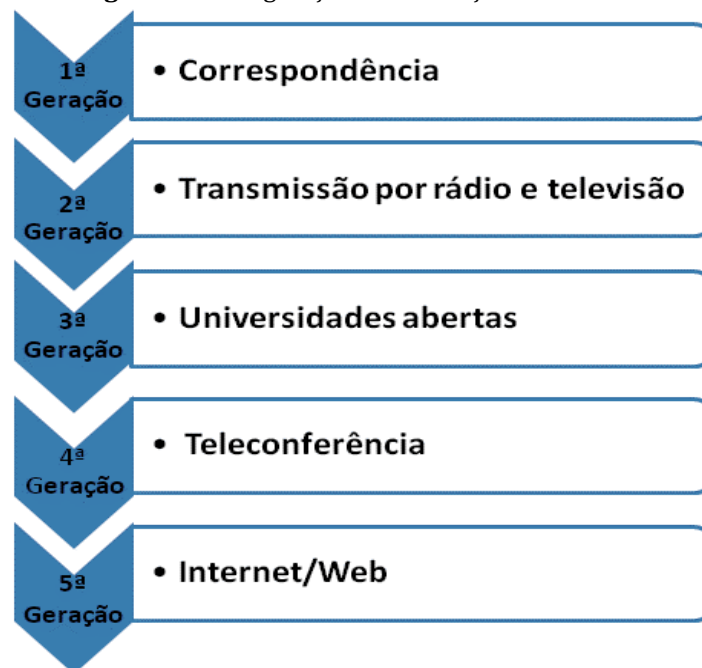 1ª
Geração
• Correspondência
2ª
Geração
• Transmissão por rádio e televisão
3ª
Geração
• Universidades abertas
4ª
Geração
• Teleconferência
5ª
Geração
• Internet/Web